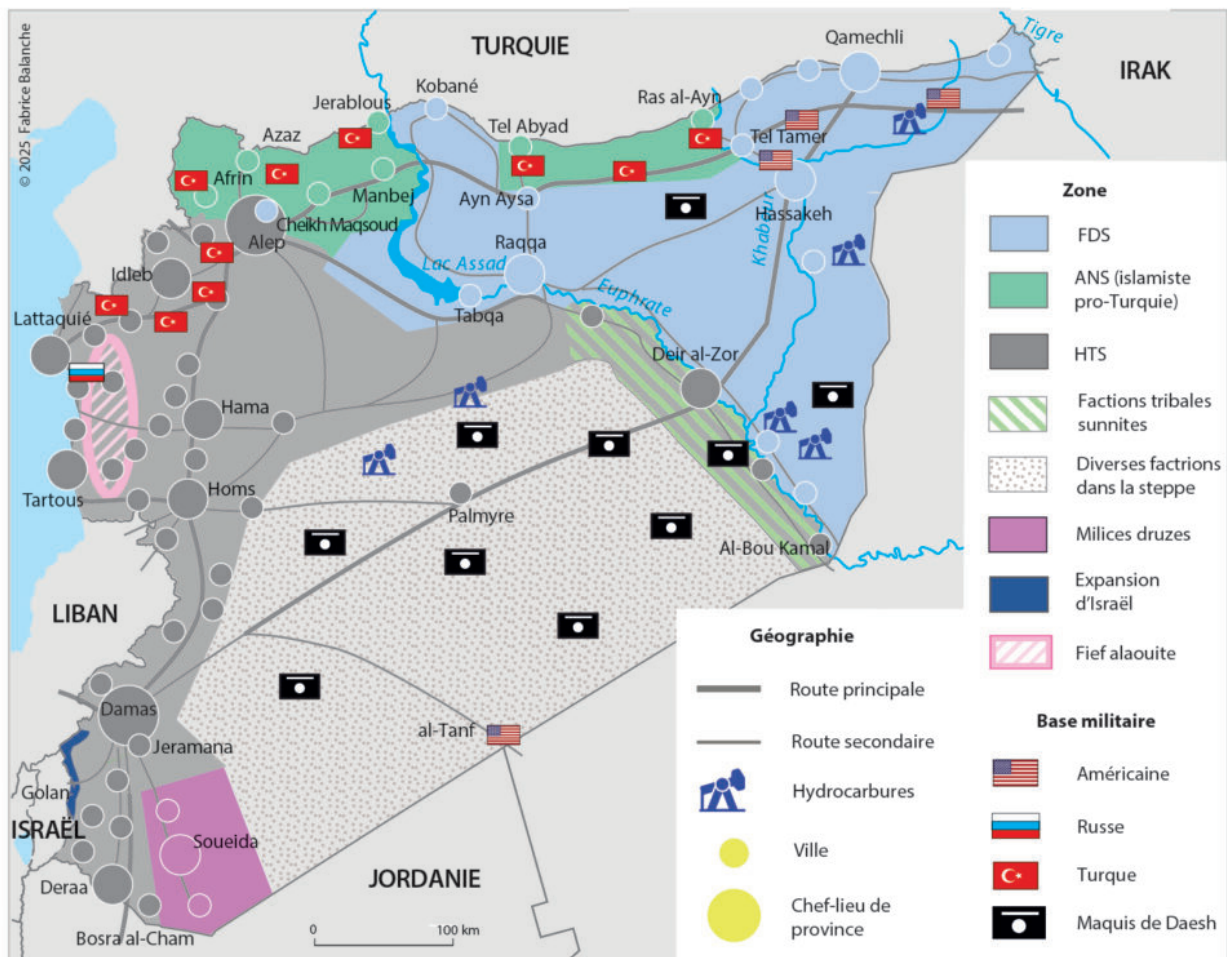 © 2025 Fabrice Balanche
TURQUIE
Tigre
Qamechli
IRAK
Kobané
Jerablous
Ras al-Ayn
Azaz
Tel Abyad
Tel Tamer
Afrin
Manbej
Ayn Aysa
Hassakeh
Cheikh Maqsoud
Alep
Raqqa
Khabour
Idleb
Lac Assad
Euphrate
Tabqa
Lattaquié
Deir al-Zor
Hama
Tartous
Homs
Palmyre
Al-Bou Kamal
LIBAN
Damas
al-Tanf
Jeramana
Golan
ISRAËL
Soueida
Deraa
JORDANIE
Bosra al-Cham
0
100 km
Zone
FDS
ANS (islamiste
pro-Turquie)
HTS
Factions tribales
sunnites
Diverses factrions
dans la steppe
Milices druzes
Expansion
d'Israël
Fief alaouite
Géographie
Route principale
Route secondaire
Hydrocarbures
Ville
Chef-lieu de
province
Base militaire
Américaine
Russe
Turque
Maquis de Daesh